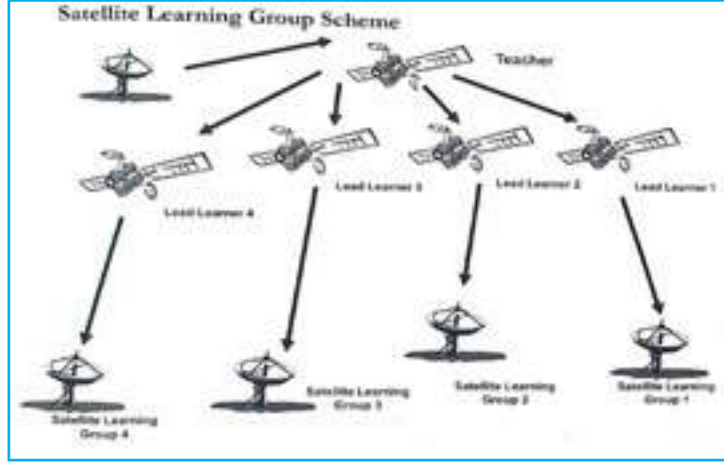 Satellite Learning Group Scheme
Teacher
Lead Learner 4
Lead Learner 3
Lead Learner 2
Lead Learner 1
Satellite Learning
Group 4
Satellite Learning
Group 3
Satellite Learning
Group 2
Satellite Learning
Group 1